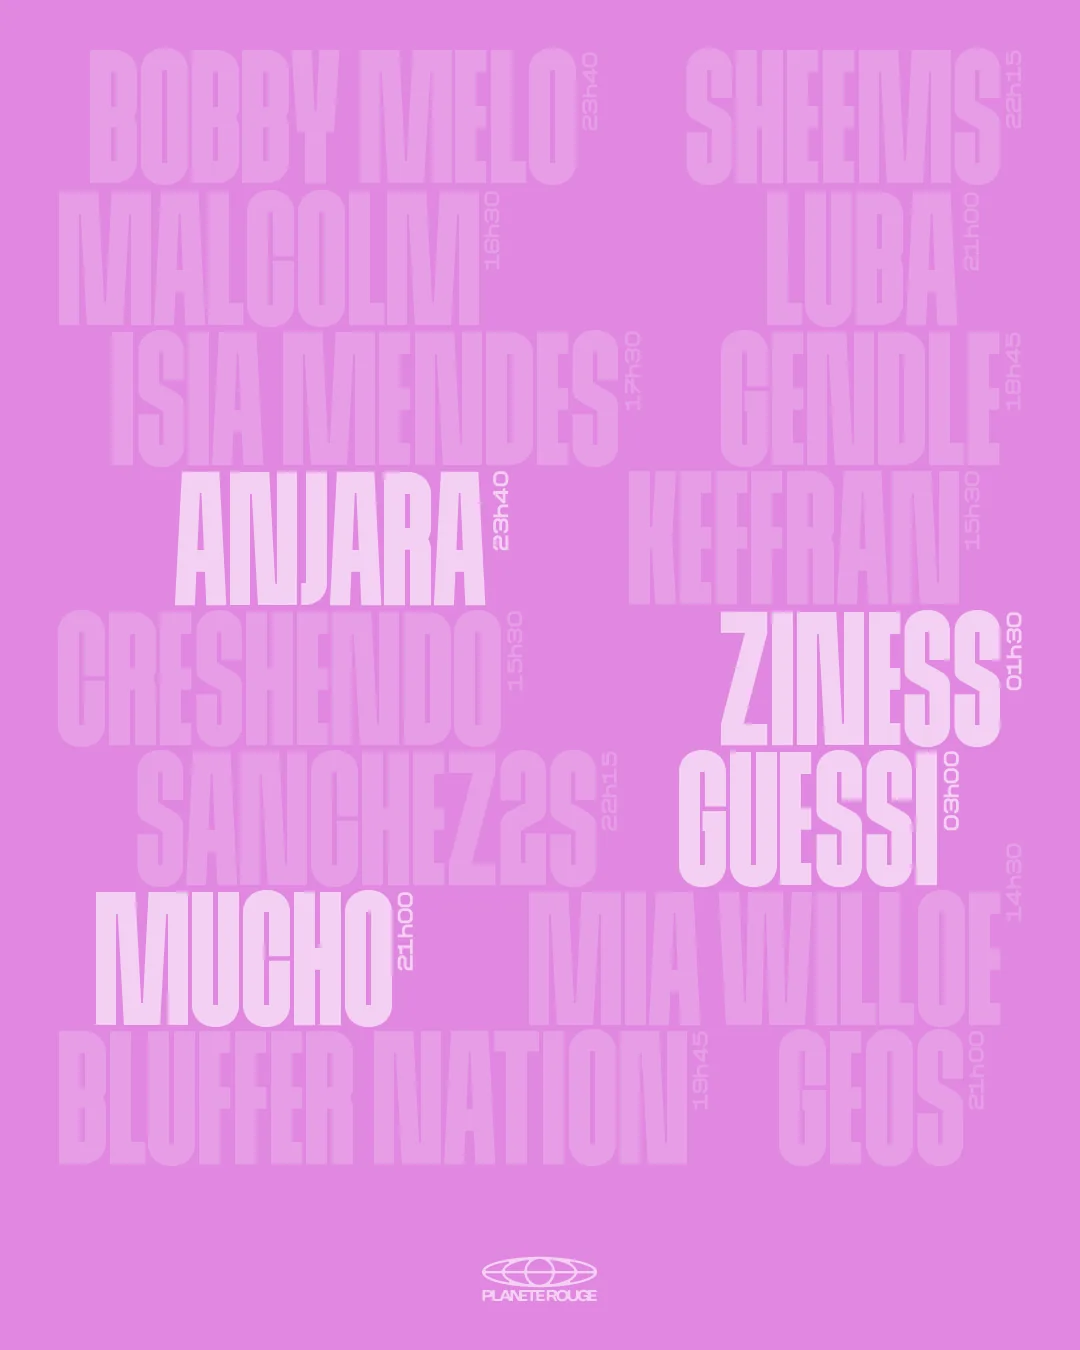 BOBBY MELO 23h40 SHEEMS 22h15
MALCOLM 16h30 LUBA 21h00
ISIA MENDES 17h30 GENDLE 18h45
ANJARA 23h40 KEFFRAN 15h30
CRESHENDO 15h30 ZINESS 01h30
SANCHEZ2S 22h15 GUESSI 03h00
MUCHO 21h00 MIA WILLOE 14h30
BLUFFER NATION 19h45 GEOS 21h00
PLANETE ROUGE